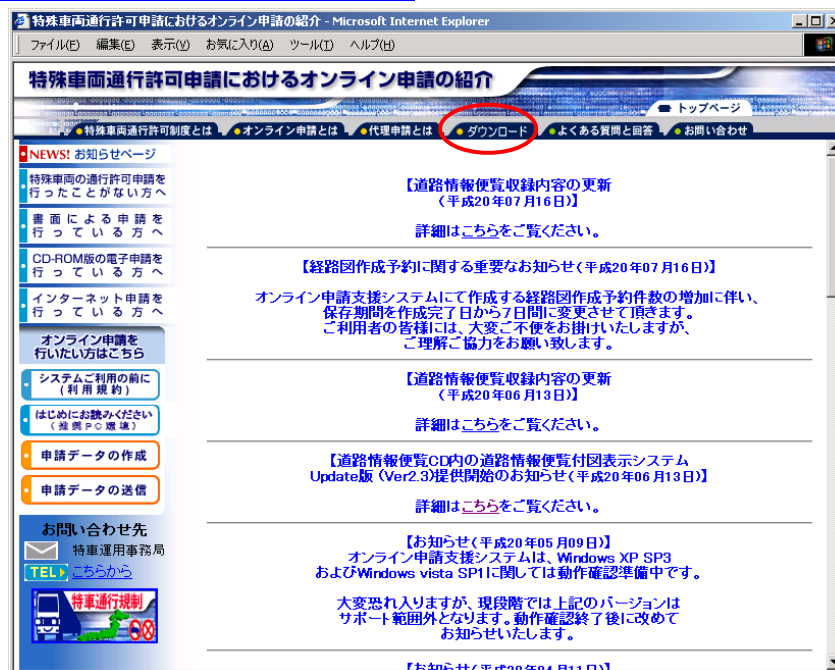 特殊車両通行許可申請におけるオンライン申請の紹介 - Microsoft Internet Explorer
ファイル(F) 編集(E) 表示(V) お気に入り(A) ツール(T) ヘルプ(H)
特殊車両通行許可申請におけるオンライン申請の紹介
トップページ
特殊車両通行許可制度とは オンライン申請とは 代理申請とは ダウンロード よくある質問と回答 お問い合わせ
NEWS! お知らせページ
特殊車両の通行許可申請を
行ったことがない方へ
書面による申請を
行っている方へ
CD-ROM版の電子申請を
行っている方へ
インターネット申請を
行っている方へ
オンライン申請を
行いたい方はこちら
システムご利用の前に
(利用規約)
はじめにお読みください
(推奨PC環境)
申請データの作成
申請データの送信
お問い合わせ先
特車運用事務局
TEL こちらから
特車通行規制
【道路情報便覧収録内容の更新
(平成20年07月16日)】
詳細はこちらをご覧ください。
【経路図作成予約に関する重要なお知らせ(平成20年07月16日)】
オンライン申請支援システムにて作成する経路図作成予約件数の増加に伴い、
保存期間を作成完了日から7日間に変更させて頂きます。
ご利用者の皆様には、大変ご不便をお掛けいたしますが、
ご理解ご協力をお願い致します。
【道路情報便覧収録内容の更新
(平成20年06月13日)】
詳細はこちらをご覧ください。
【道路情報便覧CD内の道路情報便覧付図表示システム
Update版 (Ver2.3)提供開始のお知らせ(平成20年06月13日)】
詳細はこちらをご覧ください。
【お知らせ(平成20年05月09日)】
オンライン申請支援システムは、Windows XP SP3
およびWindows vista SP1に関しては動作確認準備中です。
大変恐れ入りますが、現段階では上記のバージョンは
サポート範囲外となります。動作確認終了後に改めて
お知らせいたします。
【お知らせ(平成20年04月11日)】